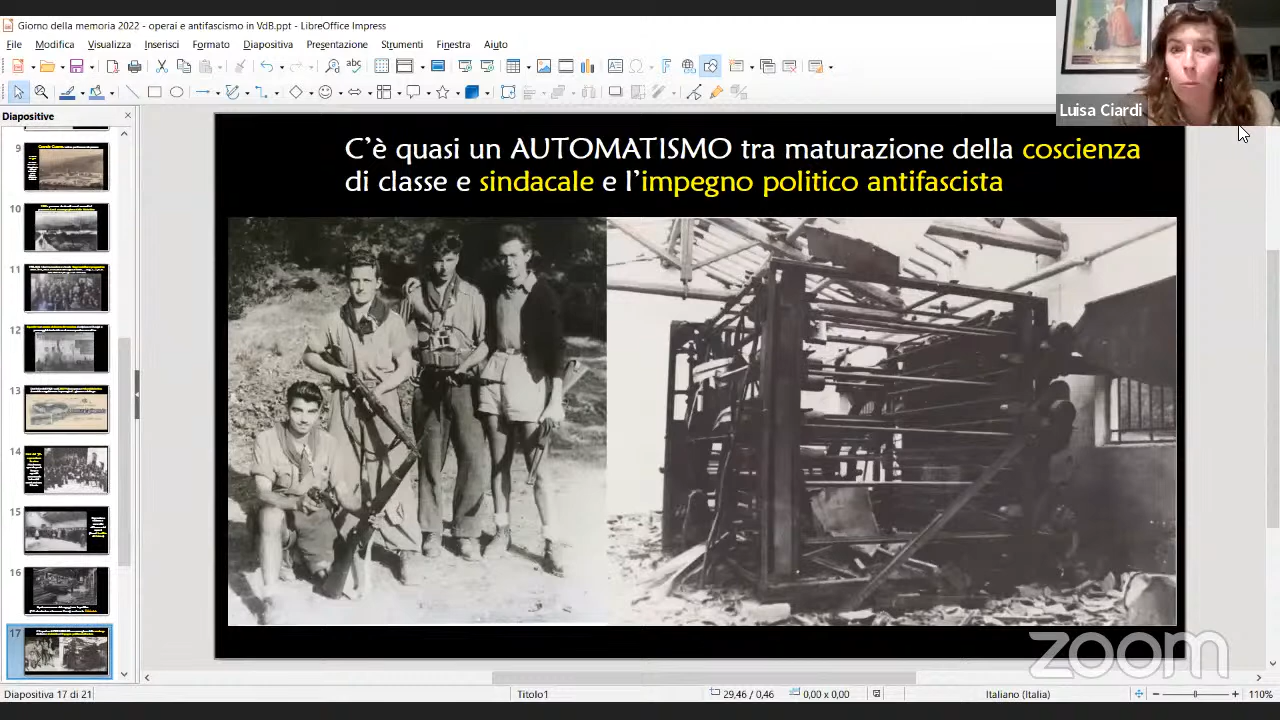 Giorno della memoria 2022 - operai e antifascismo in VdB.ppt - LibreOffice Impress
File Modifica Visualizza Inserisci Formato Diapositiva Presentazione Strumenti Finestra Aiuto
Luisa Ciardi
Diapositive
C'è quasi un AUTOMATISMO tra maturazione della coscienza
di classe e sindacale e l'impegno politico antifascista
9
10
11
12
13
14
15
16
17
zoom
Diapositiva 17 di 21
Titolo1
29,46 / 0,46
0,00 x 0,00
Italiano (Italia)
110%